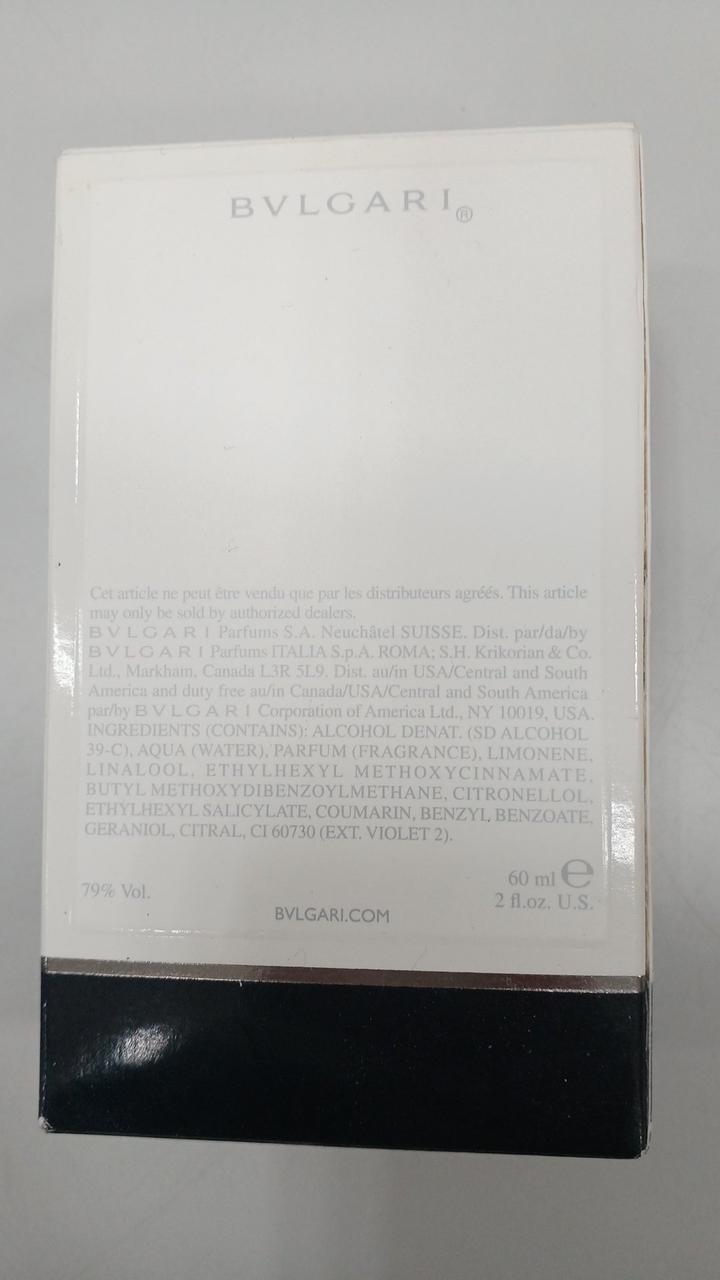 BVLGARI®
Cet article ne peut être vendu que par les distributeurs agréés. This article
may only be sold by authorized dealers.
BVLGARI Parfums S.A. Neuchâtel SUISSE. Dist. par/da/by
BVLGARI Parfums ITALIA S.p.A. ROMA; S.H. Krikorian & Co.
Ltd., Markham, Canada L3R 5L9. Dist. au/in USA/Central and South
America and duty free au/in Canada/USA/Central and South America
par/by BVLGARI Corporation of America Ltd., NY 10019, USA.
INGREDIENTS (CONTAINS): ALCOHOL DENAT. (SD ALCOHOL
39-C), AQUA (WATER), PARFUM (FRAGRANCE), LIMONENE,
LINALOOL, ETHYLHEXYL METHOXYCINNAMATE,
BUTYL METHOXYDIBENZOYLMETHANE, CITRONELLOL,
ETHYLHEXYL SALICYLATE, COUMARIN, BENZYL BENZOATE,
GERANIOL, CITRAL, CI 60730 (EXT. VIOLET 2).
79% Vol.
60 ml e
2 fl.oz. U.S.
BVLGARI.COM